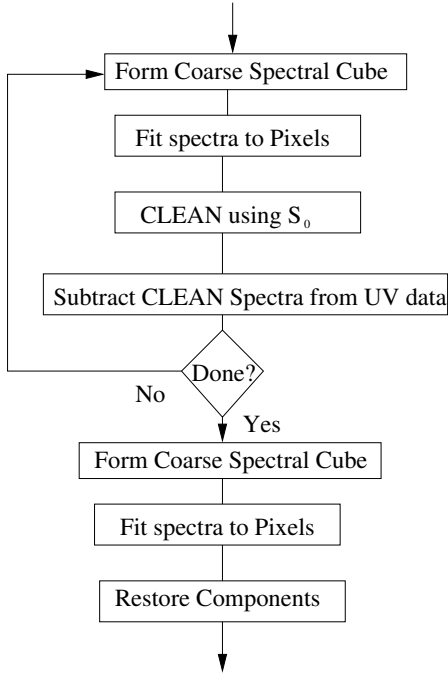 Form Coarse Spectral Cube
Fit spectra to Pixels
CLEAN using S₀
Subtract CLEAN Spectra from UV data
Done?
No
Yes
Form Coarse Spectral Cube
Fit spectra to Pixels
Restore Components